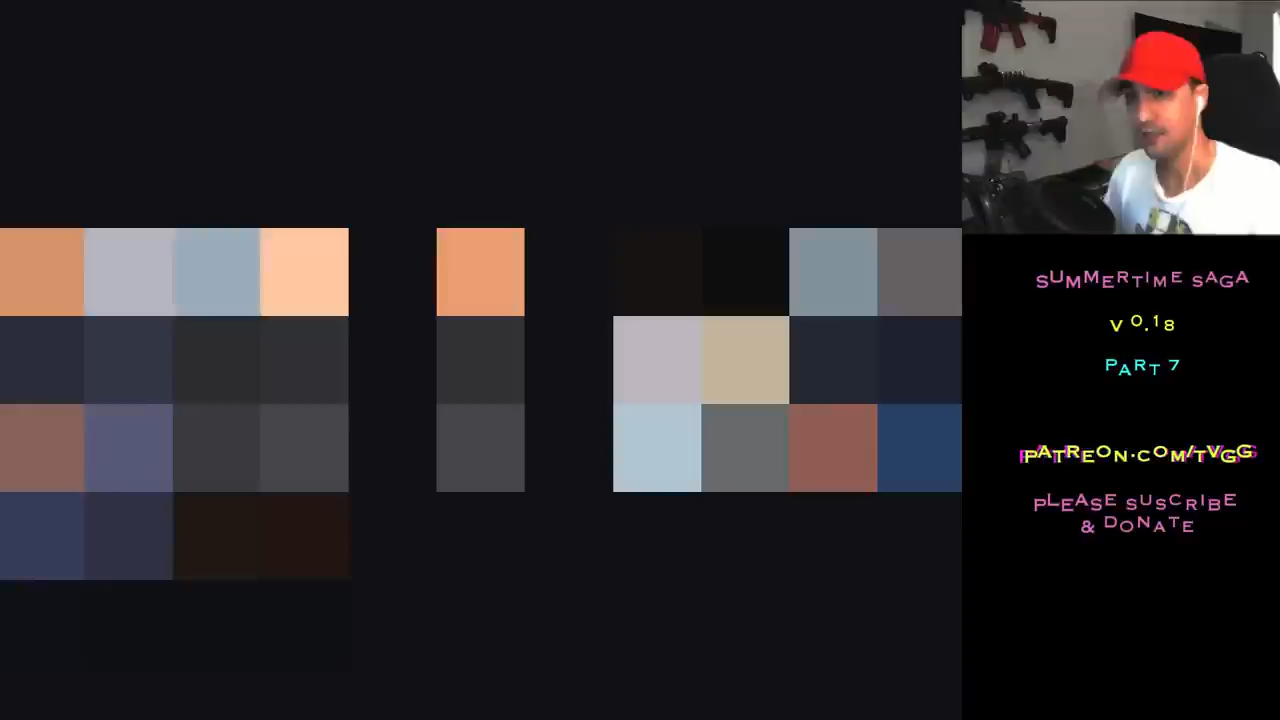 SUMMERTIME SAGA
V 0.18
PART 7
PATREON.COM/TVGG
PLEASE SUSCRIBE
& DONATE